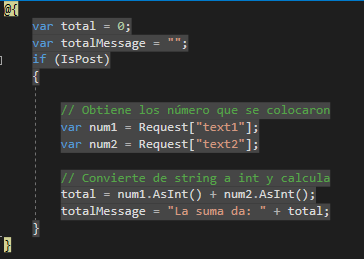 @{
var total = 0;
var totalMessage = "";
if (IsPost)
{
// Obtiene los número que se colocaron
var num1 = Request["text1"];
var num2 = Request["text2"];
// Convierte de string a int y calcula
total = num1.AsInt() + num2.AsInt();
totalMessage = "La suma da: " + total;
}
}